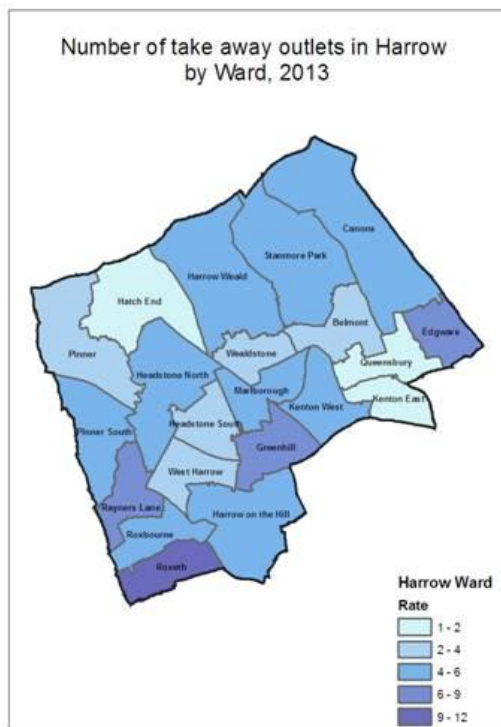 Number of take away outlets in Harrow
by Ward, 2013
Canons
Stanmore Park
Harrow Weald
Hatch End
Belmont
Edgware
Pinner
Wealdstone
Queensbury
Headstone North
Marlborough
Kenton East
Kenton West
Headstone South
Pinner South
Greenhill
West Harrow
Rayners Lane
Harrow on the Hill
Roxbourne
Roxeth
Harrow Ward
Rate
1 - 2
2 - 4
4 - 6
6 - 9
9 - 12